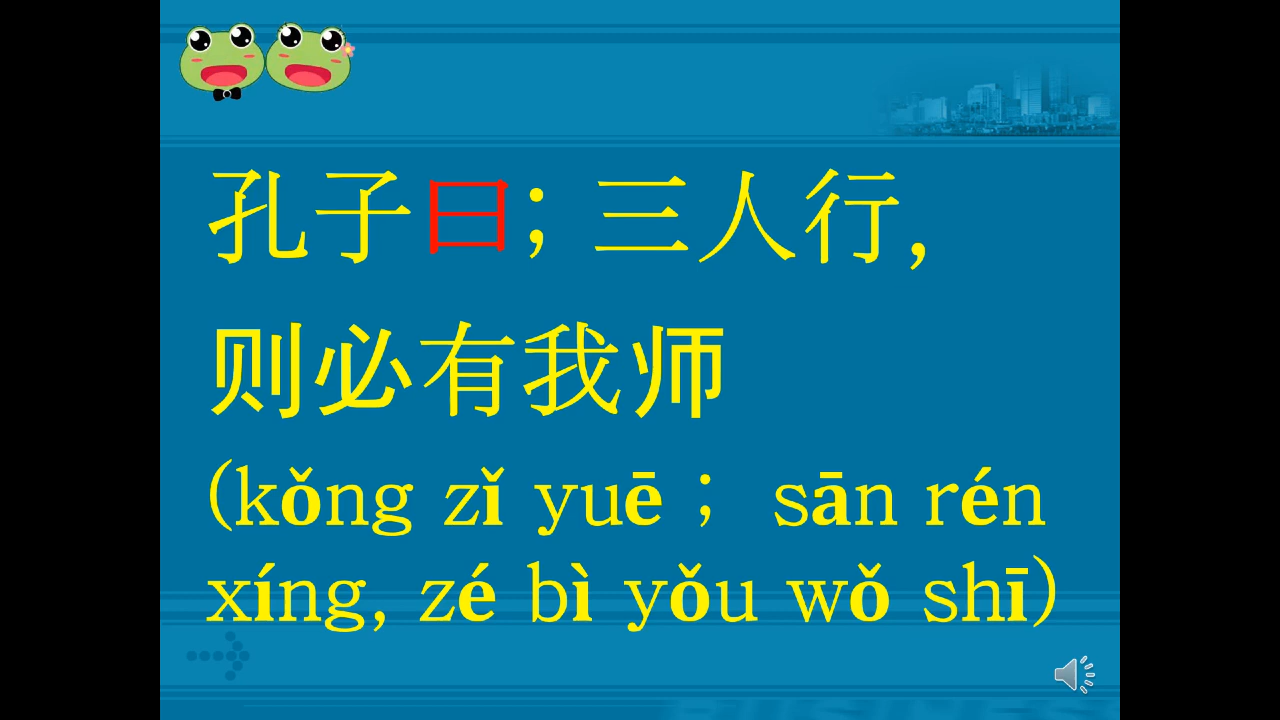 孔子曰；三人行，
则必有我师
(kǒng zǐ yuē； sān rén
xíng, zé bì yǒu wǒ shī)